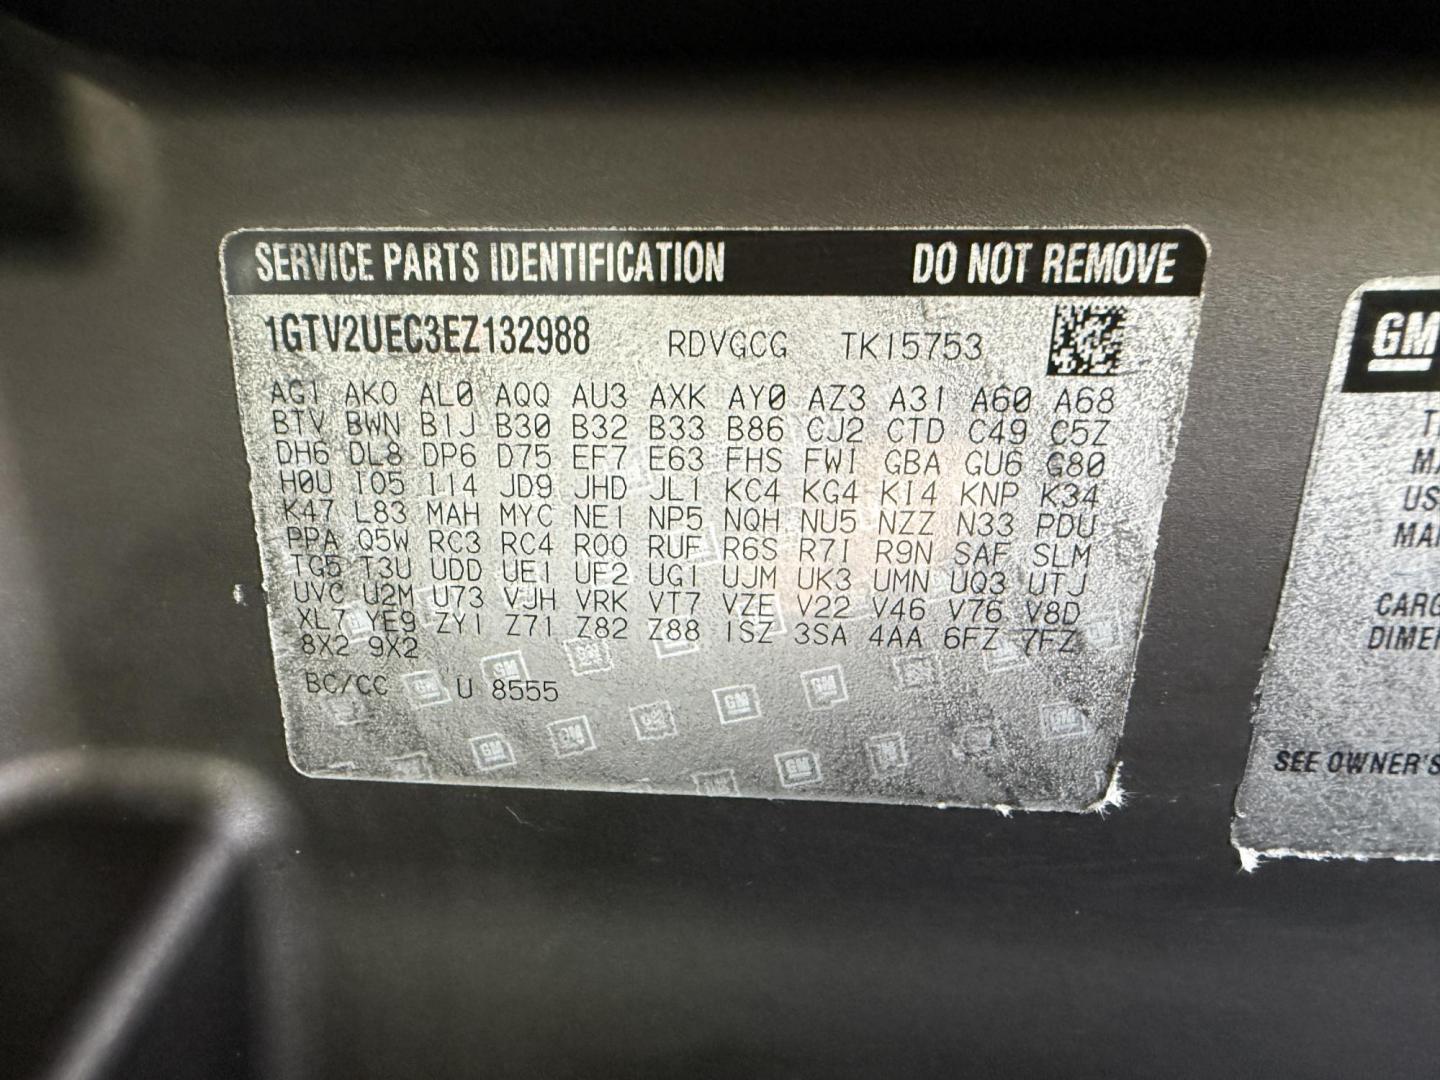 SERVICE PARTS IDENTIFICATION DO NOT REMOVE
1GTV2UEC3EZ132988 RDVGCG TK15753
AG1 AKO AL0 AQQ AU3 AXK AY0 AZ3 A31 A60 A68
BTV BWN B1J B30 B32 B33 B86 CJ2 CTD C49 C5Z
DH6 DL8 DP6 D75 EF7 E63 FHS FWI GBA GU6 G80
H0U IO5 I14 JD9 JHD JL1 KC4 KG4 KI4 KNP K34
K47 L83 MAH MYC NE1 NP5 NQH NU5 NZZ N33 PDU
PPA Q5W RC3 RC4 R00 RUF R6S R7I R9N SAF SLM
TG5 T3U UDD UE1 UF2 UG1 UJM UK3 UMN UQ3 UTJ
UVC U2M U73 VJH VRK VT7 VZE V22 V46 V76 V8D
XL7 YE9 ZY1 Z71 Z82 Z88 1SZ 3SA 4AA 6FZ 7FZ
8X2 9X2
BC/CC U 8555
GM
CARG
DIMEN
SEE OWNER'S